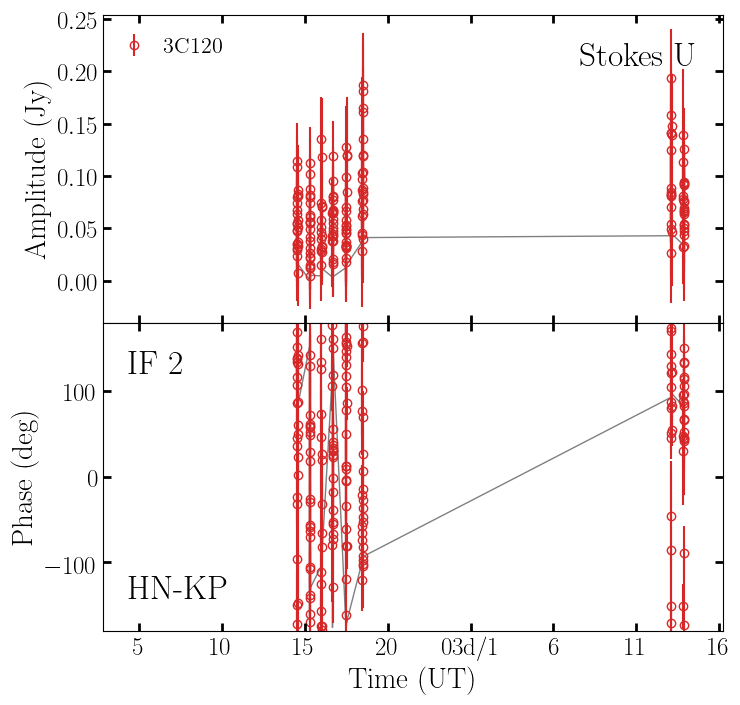 0.25
3C120
Stokes U
0.20
0.15
0.10
0.05
0.00
Amplitude (Jy)
IF 2
100
0
−100
Phase (deg)
HN-KP
5 10 15 20 03d/1 6 11 16
Time (UT)